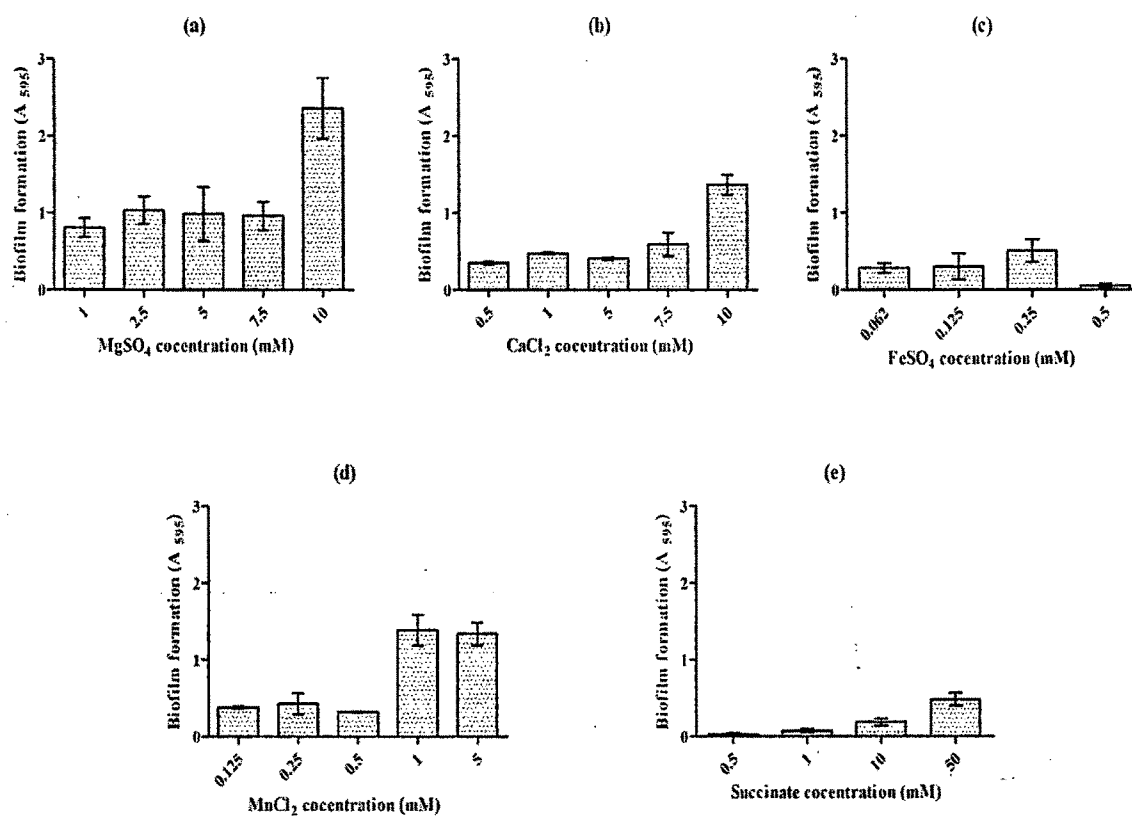 (a)
(b)
(c)
Biofilm formation (A 595)
3
2
1
0
1
2.5
5
7.5
10
MgSO4 cocentration (mM)
Biofilm formation (A 595)
3
2
1
0
0.5
1
5
7.5
10
CaCl2 cocentration (mM)
Biofilm formation (A 595)
3
2
1
0
0.062
0.125
0.25
0.5
FeSO4 cocentration (mM)
(d)
(e)
Biofilm formation (A 595)
3
2
1
0
0.125
0.25
0.5
1
5
MnCl2 cocentration (mM)
Biofilm formation (A 595)
3
2
1
0
0.5
1
10
50
Succinate cocentration (mM)